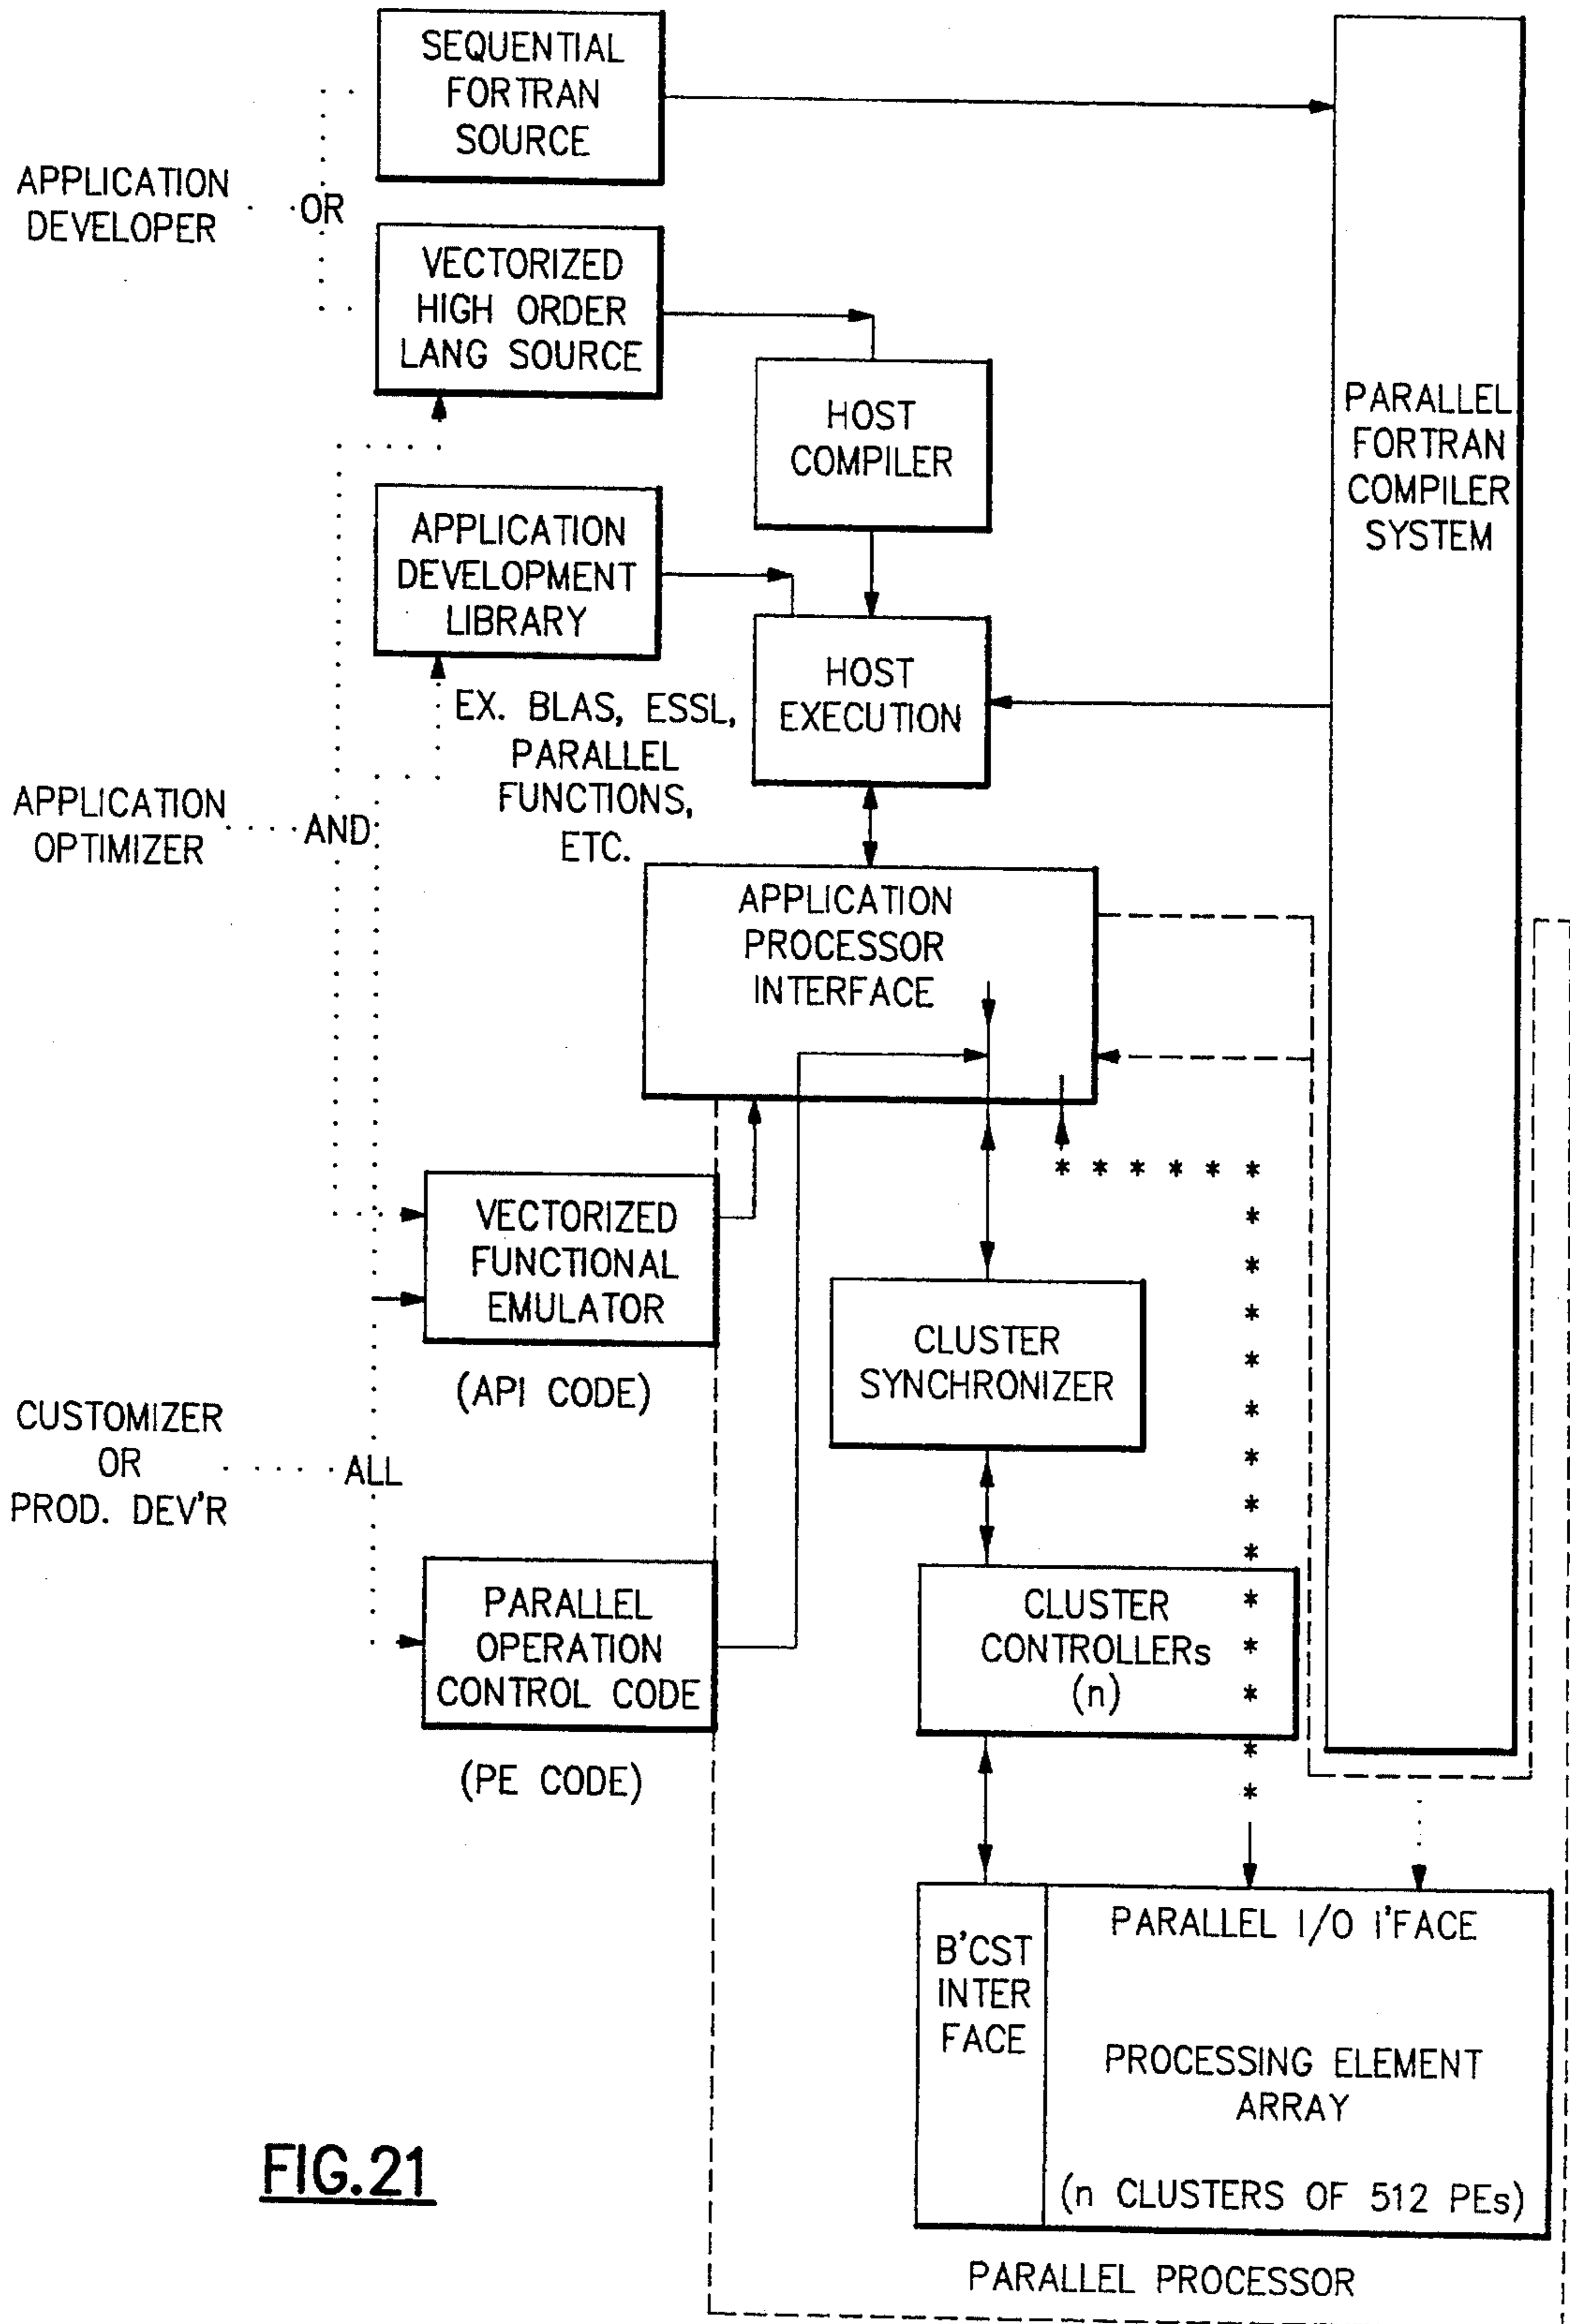 SEQUENTIAL
FORTRAN
SOURCE
APPLICATION
DEVELOPER
OR
VECTORIZED
HIGH ORDER
LANG SOURCE
HOST
COMPILER
PARALLEL
FORTRAN
COMPILER
SYSTEM
APPLICATION
DEVELOPMENT
LIBRARY
HOST
EXECUTION
EX. BLAS, ESSL,
PARALLEL
FUNCTIONS,
ETC.
APPLICATION
OPTIMIZER
AND
APPLICATION
PROCESSOR
INTERFACE
VECTORIZED
FUNCTIONAL
EMULATOR
(API CODE)
CLUSTER
SYNCHRONIZER
CUSTOMIZER
OR
PROD. DEV'R
ALL
PARALLEL
OPERATION
CONTROL CODE
(PE CODE)
CLUSTER
CONTROLLERs
(n)
B'CST
INTER
FACE
PARALLEL I/O I'FACE
PROCESSING ELEMENT
ARRAY
(n CLUSTERS OF 512 PEs)
PARALLEL PROCESSOR
FIG.21